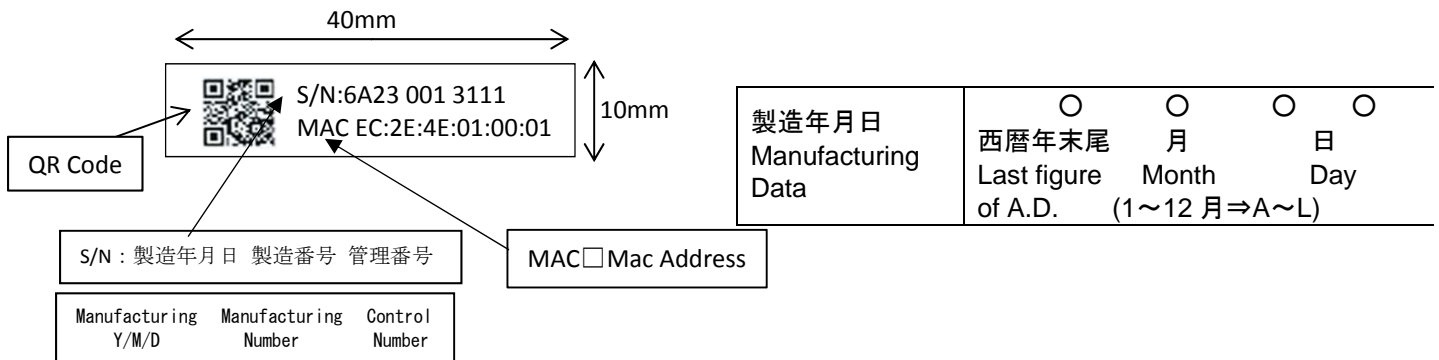 40mm
S/N:6A23 001 3111
MAC EC:2E:4E:01:00:01
10mm
QR Code
S/N：製造年月日 製造番号 管理番号
MAC□Mac Address
Manufacturing Manufacturing Control
Y/M/D Number Number
製造年月日
Manufacturing
Data
○ ○ ○ ○
西暦年末尾 月 日
Last figure Month Day
of A.D. (1～12 月⇒A～L)